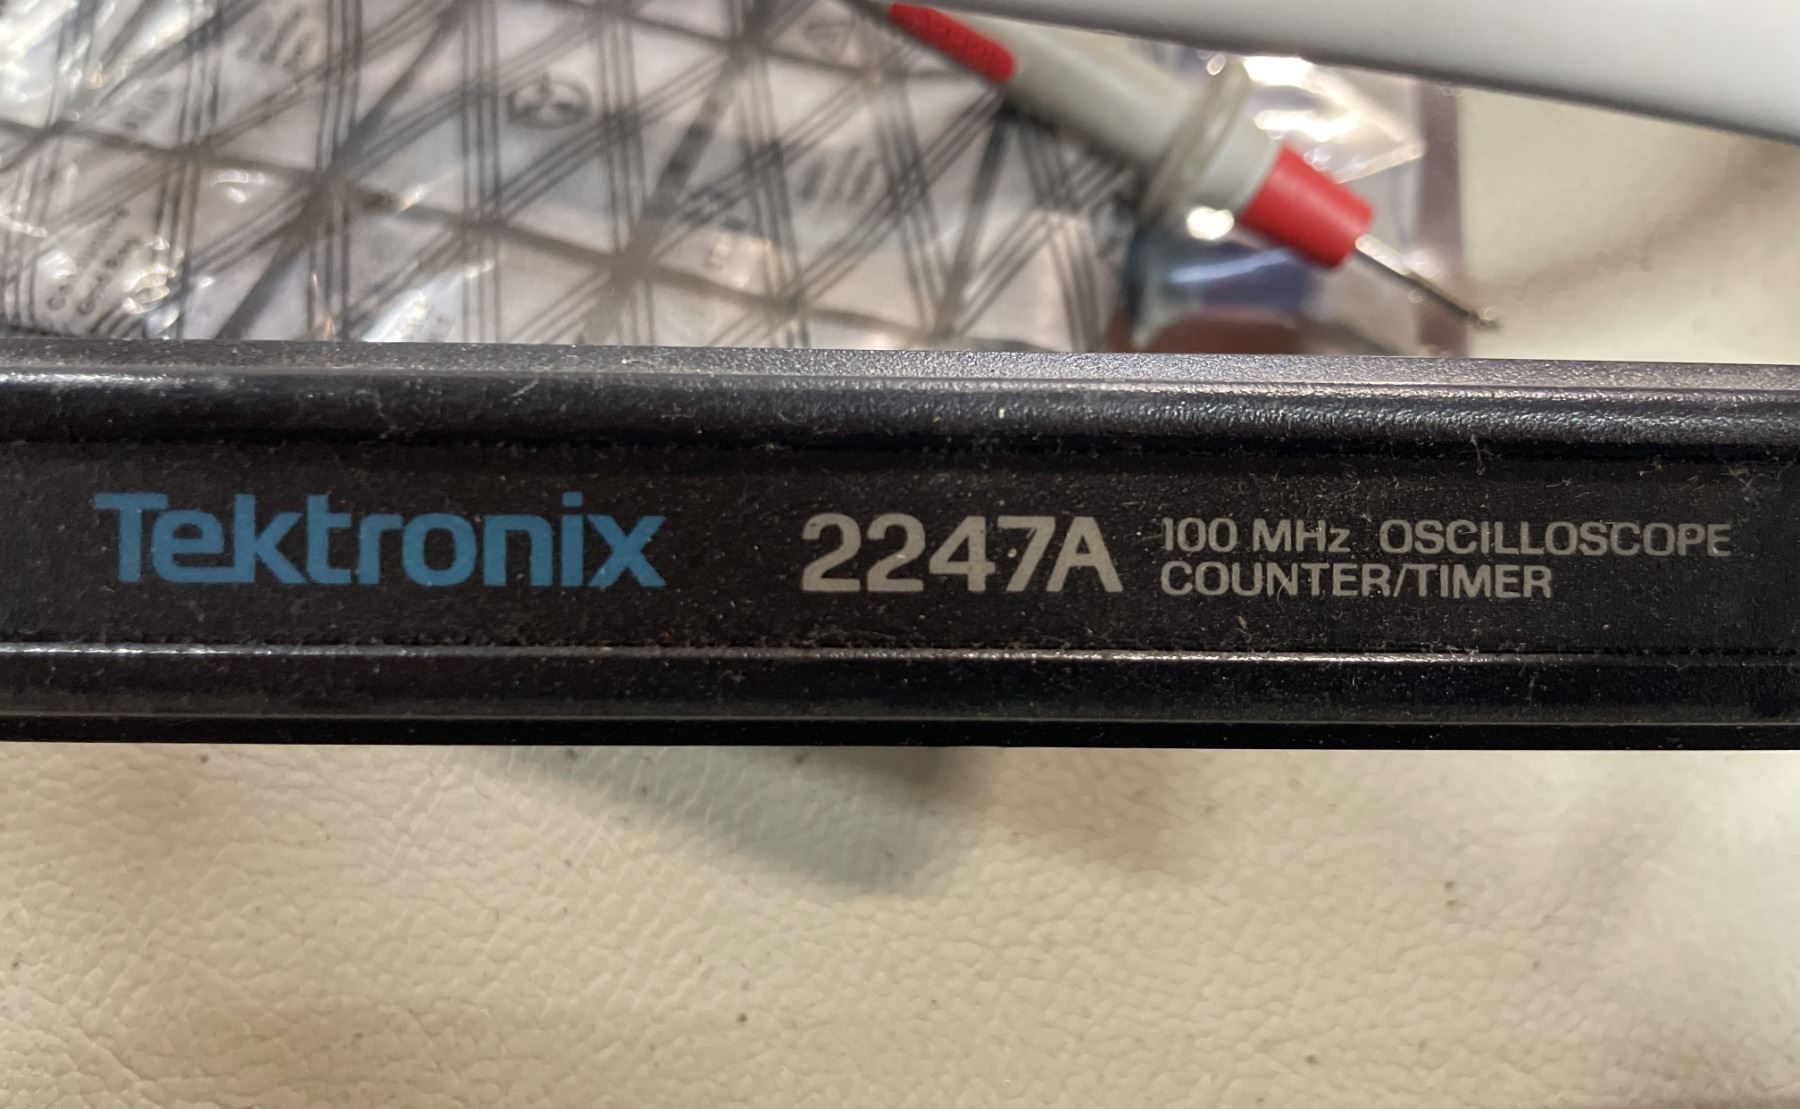 Tektronix 2247A 100 MHz OSCILLOSCOPE
COUNTER/TIMER